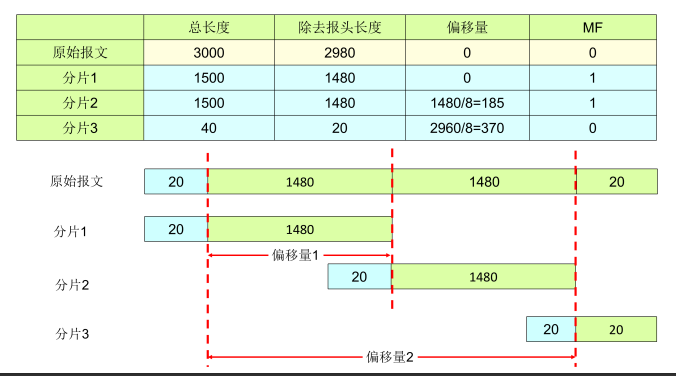 总长度 除去报头长度 偏移量 MF
原始报文 3000 2980 0 0
分片1 1500 1480 0 1
分片2 1500 1480 1480/8=185 1
分片3 40 20 2960/8=370 0
原始报文 20 1480 1480 20
分片1 20 1480
偏移量1
分片2 20 1480
分片3 20 20
偏移量2